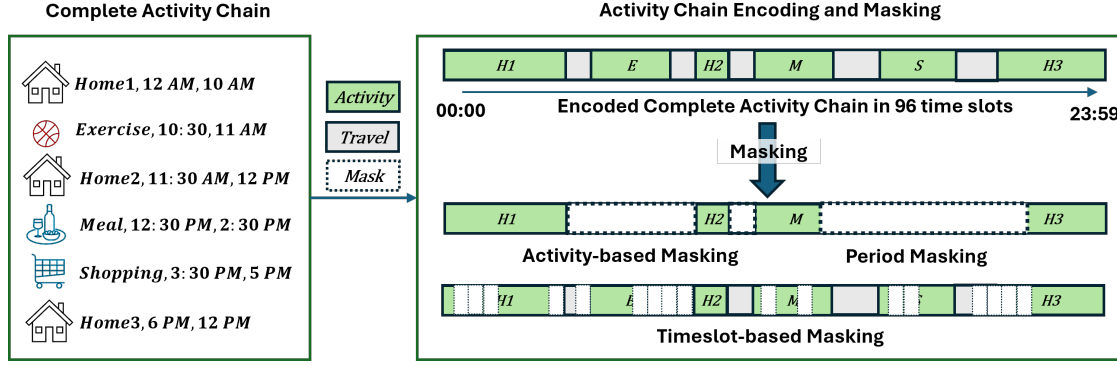 Complete Activity Chain
Home1, 12 AM, 10 AM
Exercise, 10: 30, 11 AM
Home2, 11: 30 AM, 12 PM
Meal, 12: 30 PM, 2: 30 PM
Shopping, 3: 30 PM, 5 PM
Home3, 6 PM, 12 PM
Activity
Travel
Mask
Activity Chain Encoding and Masking
H1 E H2 M S H3
00:00 Encoded Complete Activity Chain in 96 time slots 23:59
Masking
H1 H2 M H3
Activity-based Masking Period Masking
H1 H2 M H3
Timeslot-based Masking